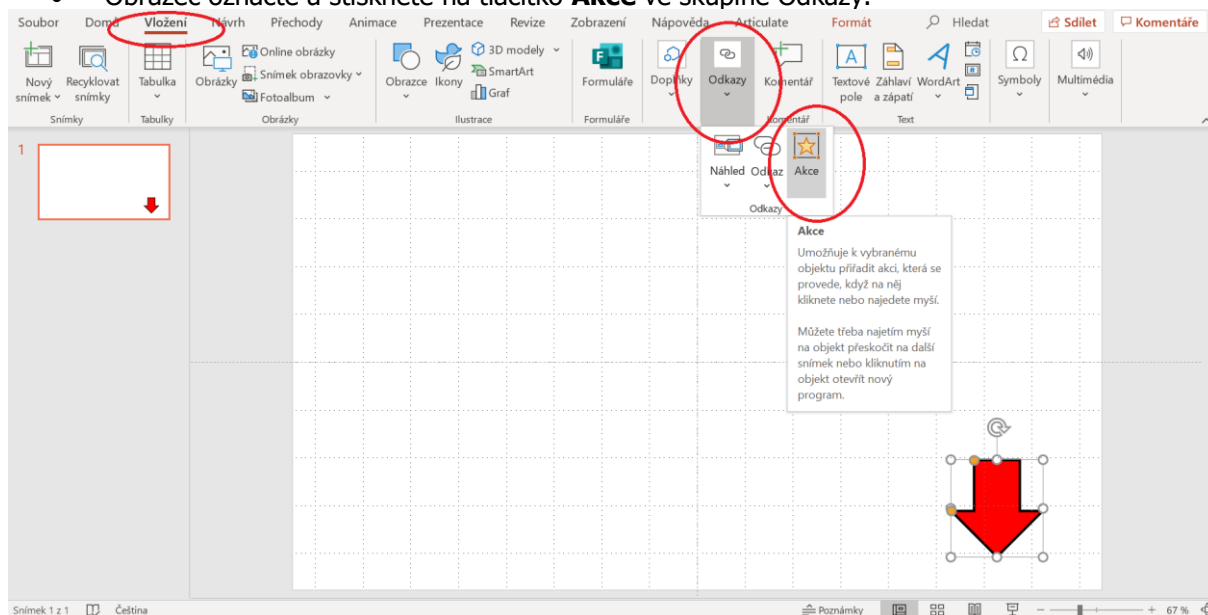 • Obrazec označte a stiskněte na tlačítko Akce ve skupině Odkazy.
Soubor Domů Vložení Návrh Přechody Animace Prezentace Revize Zobrazení Nápověda Articulate Formát Hledat Sdílet Komentáře
Nový snímek
Recyklovat snímky
Tabulka
Obrázky
Online obrázky
Snímek obrazovky
Fotoalbum
Obrazce
Ikony
3D modely
SmartArt
Graf
Formuláře
Doplňky
Odkazy
Komentář
Textové pole
Záhlaví a zápatí
WordArt
Symboly
Multimédia
Snímky Tabulky Obrázky Ilustrace Formuláře Komentář Text
1
Náhled Odkaz Akce
Odkazy
Akce
Umožňuje k vybranému
objektu přiřadit akci, která se
provede, když na něj
kliknete nebo najedete myší.
Můžete třeba najetím myší
na objekt přeskočit na další
snímek nebo kliknutím na
objekt otevřít nový
program.
Snímek 1 z 1 Čeština Poznámky 67 %